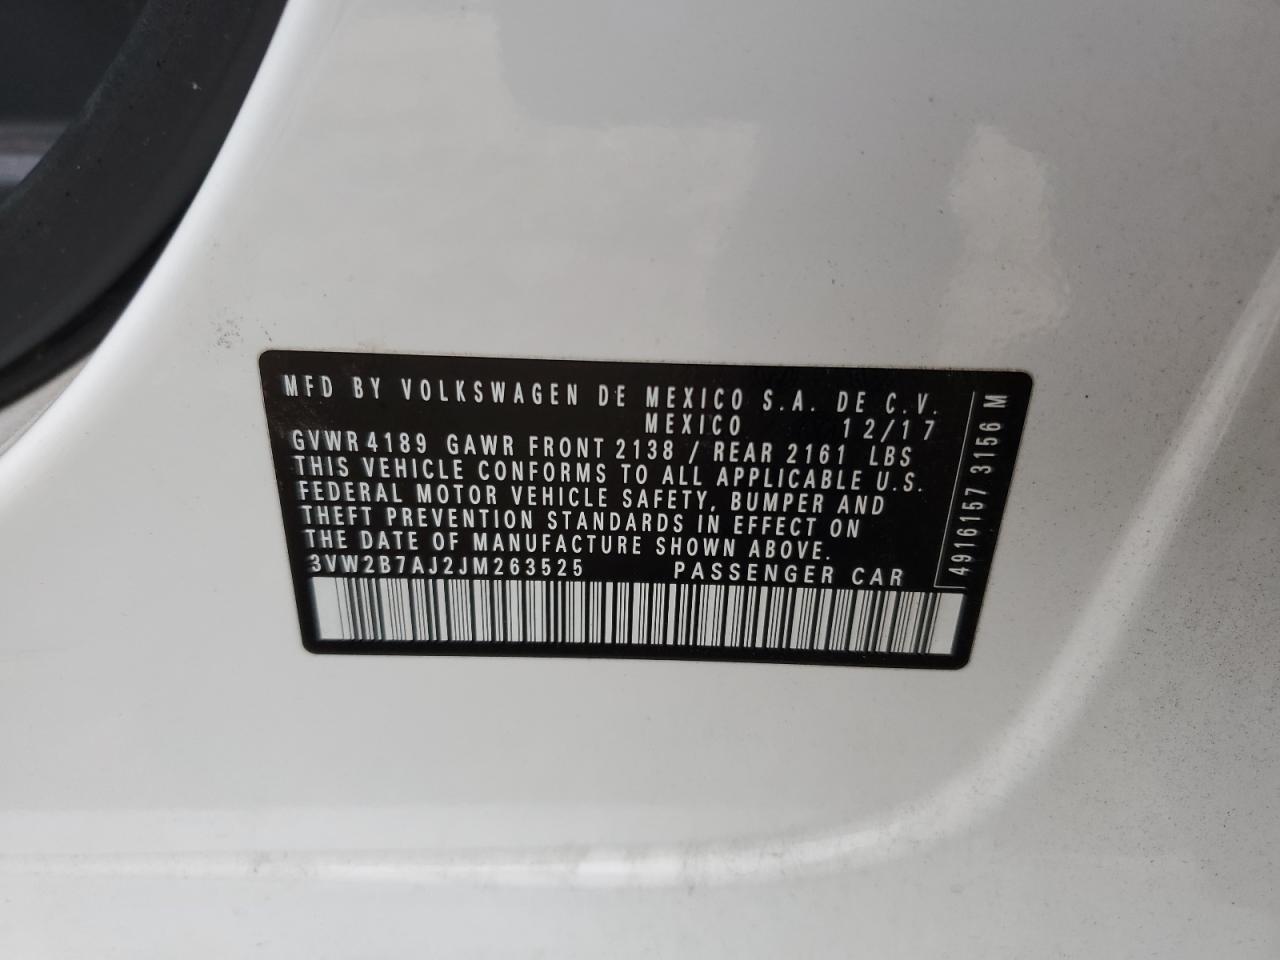 MFD BY VOLKSWAGEN DE MEXICO S.A. DE C.V.
MEXICO 12/17
GVWR 4189 GAWR FRONT 2138 / REAR 2161 LBS
THIS VEHICLE CONFORMS TO ALL APPLICABLE U.S.
FEDERAL MOTOR VEHICLE SAFETY, BUMPER AND
THEFT PREVENTION STANDARDS IN EFFECT ON
THE DATE OF MANUFACTURE SHOWN ABOVE.
3VW2B7AJ2JM263525 PASSENGER CAR
4916157 3156 M